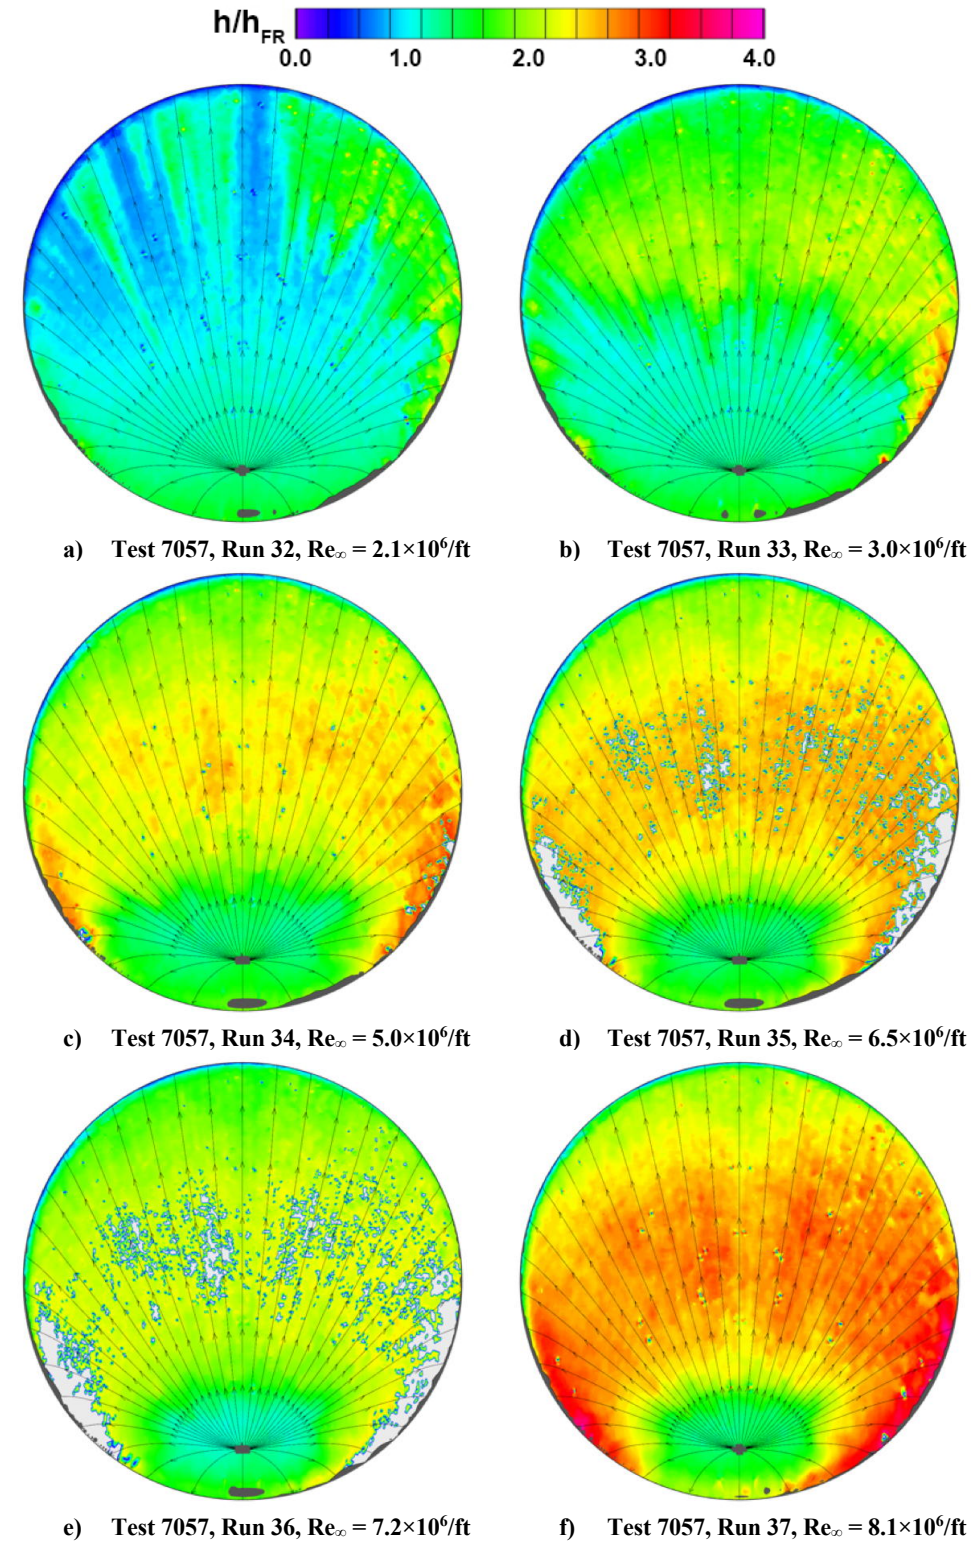 h/hFR
0.0 1.0 2.0 3.0 4.0
a) Test 7057, Run 32, Re∞ = 2.1×10⁶/ft
b) Test 7057, Run 33, Re∞ = 3.0×10⁶/ft
c) Test 7057, Run 34, Re∞ = 5.0×10⁶/ft
d) Test 7057, Run 35, Re∞ = 6.5×10⁶/ft
e) Test 7057, Run 36, Re∞ = 7.2×10⁶/ft
f) Test 7057, Run 37, Re∞ = 8.1×10⁶/ft